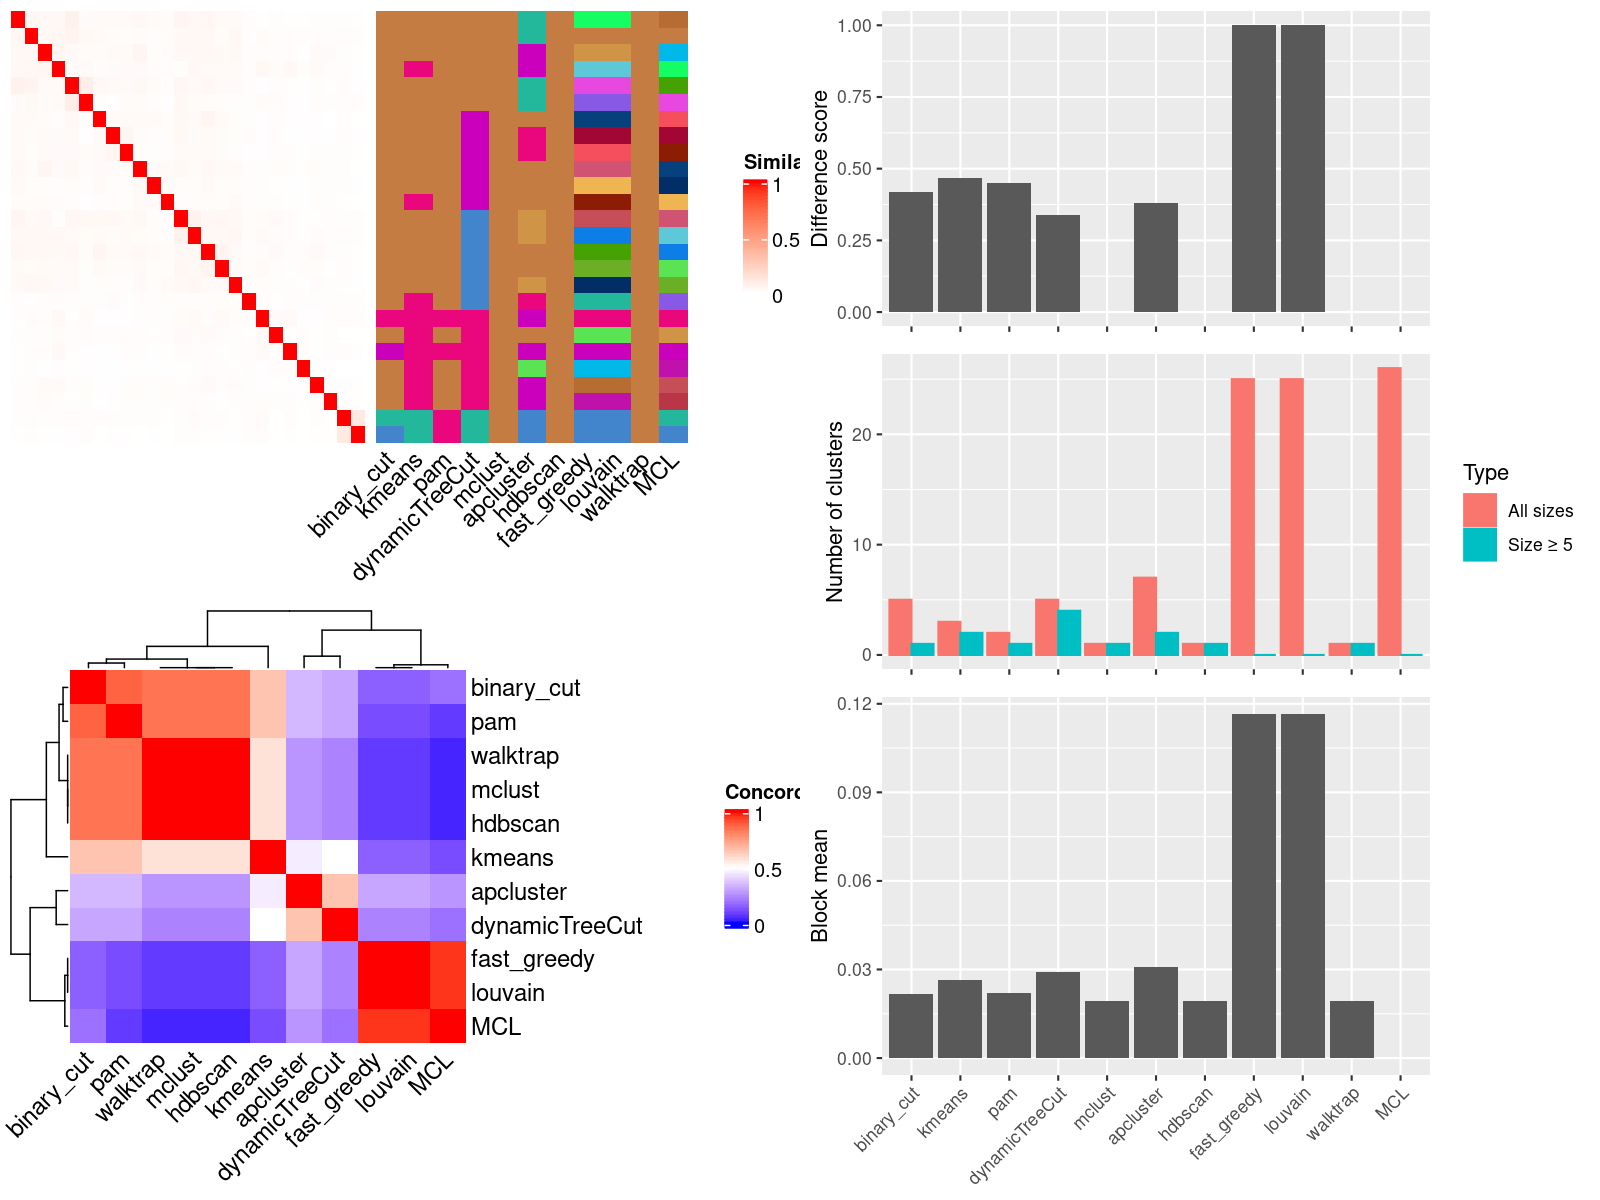 Simila
1
0.5
0
binary_cut
kmeans
pam
dynamicTreeCut
mclust
apcluster
hdbscan
fast_greedy
louvain
walktrap
MCL
Difference score
1.00
0.75
0.50
0.25
0.00
Number of clusters
20
10
0
Type
All sizes
Size ≥ 5
binary_cut
pam
walktrap
mclust
hdbscan
kmeans
apcluster
dynamicTreeCut
fast_greedy
louvain
MCL
binary_cut
pam
walktrap
mclust
hdbscan
kmeans
apcluster
dynamicTreeCut
fast_greedy
louvain
MCL
Concord
1
0.5
0
Block mean
0.12
0.09
0.06
0.03
0.00
binary_cut
kmeans
pam
dynamicTreeCut
mclust
apcluster
hdbscan
fast_greedy
louvain
walktrap
MCL